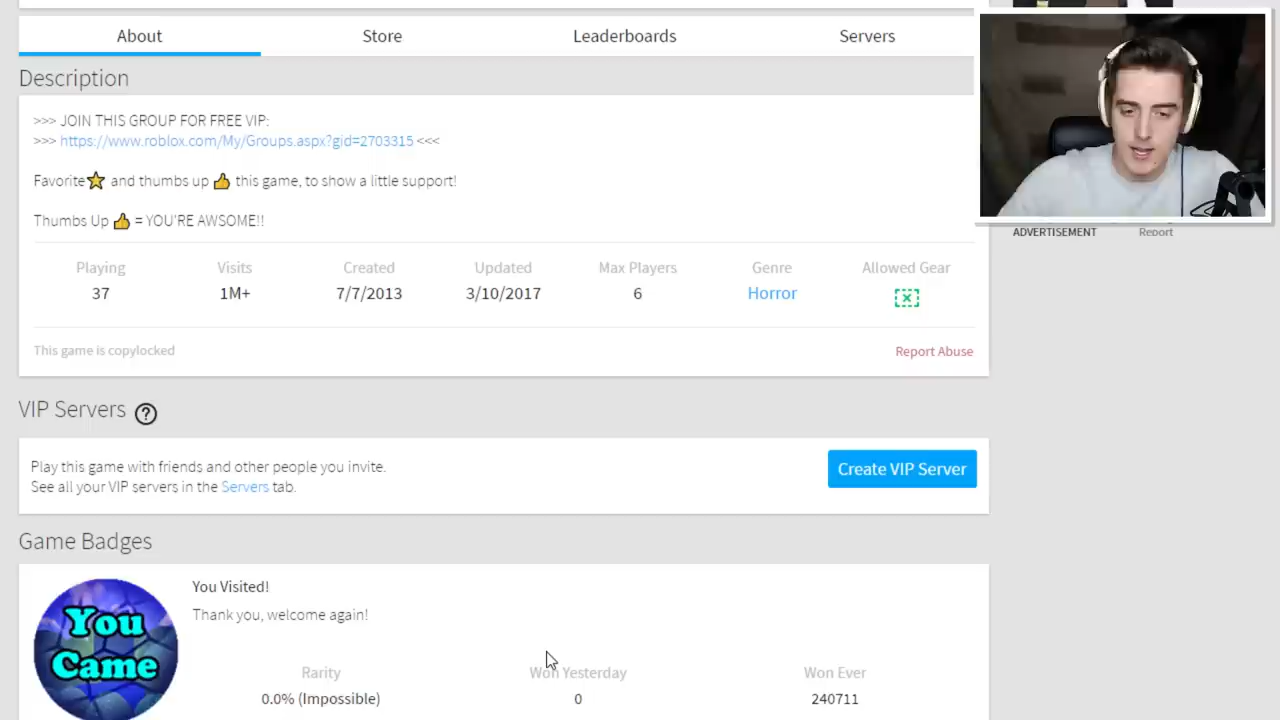 About Store Leaderboards Servers
Description
>>> JOIN THIS GROUP FOR FREE VIP:
>>> https://www.roblox.com/My/Groups.aspx?gid=2703315 <<<
Favorite⭐ and thumbs up 👍 this game, to show a little support!
Thumbs Up 👍 = YOU'RE AWSOME!!
ADVERTISEMENT Report
Playing Visits Created Updated Max Players Genre Allowed Gear
37 1M+ 7/7/2013 3/10/2017 6 Horror
This game is copylocked Report Abuse
VIP Servers ?
Play this game with friends and other people you invite.
See all your VIP servers in the Servers tab.
Create VIP Server
Game Badges
You Came
You Visited!
Thank you, welcome again!
Rarity Won Yesterday Won Ever
0.0% (Impossible) 0 240711